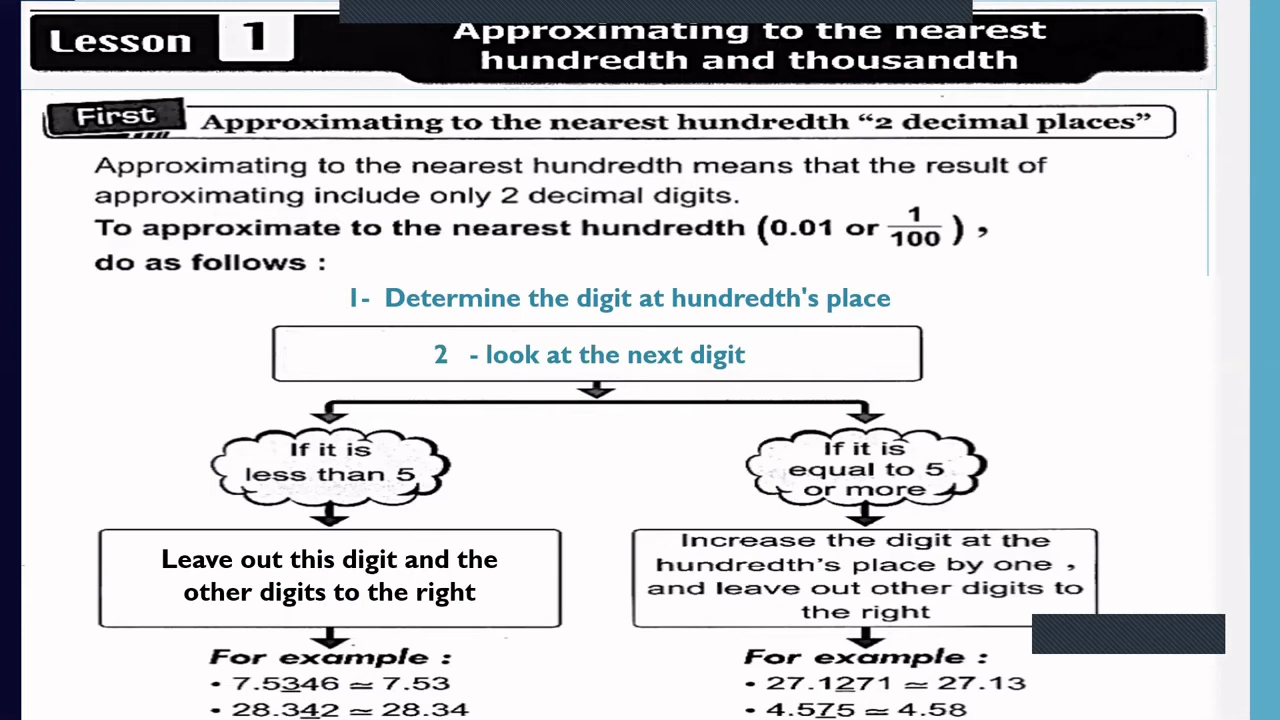 Lesson 1
Approximating to the nearest
hundredth and thousandth
First
Approximating to the nearest hundredth “2 decimal places”
Approximating to the nearest hundredth means that the result of
approximating include only 2 decimal digits.
To approximate to the nearest hundredth (0.01 or 1/100) ,
do as follows :
1- Determine the digit at hundredth's place
2 - look at the next digit
If it is
less than 5
If it is
equal to 5
or more
Leave out this digit and the
other digits to the right
Increase the digit at the
hundredth’s place by one ,
and leave out other digits to
the right
For example :
• 7.5346 ≃ 7.53
• 28.342 ≃ 28.34
For example :
• 27.1271 ≃ 27.13
• 4.575 ≃ 4.58